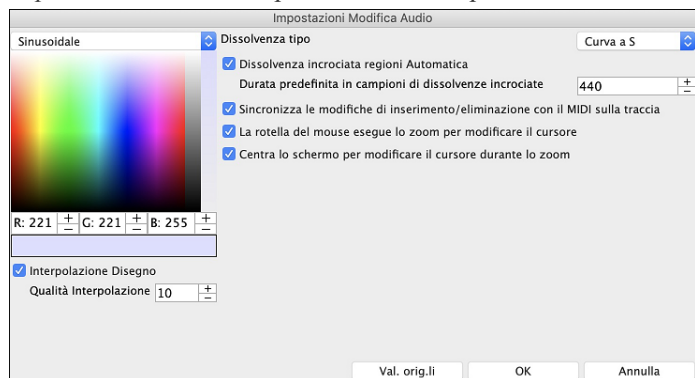 Impostazioni Modifica Audio
Sinusoidale
Dissolvenza tipo
Curva a S
Dissolvenza incrociata regioni Automatica
Durata predefinita in campioni di dissolvenze incrociate
440
Sincronizza le modifiche di inserimento/eliminazione con il MIDI sulla traccia
La rotella del mouse esegue lo zoom per modificare il cursore
Centra lo schermo per modificare il cursore durante lo zoom
R: 221 + - G: 221 + - B: 255 + -
Interpolazione Disegno
Qualità Interpolazione 10 + -
Val. orig.li
OK
Annulla